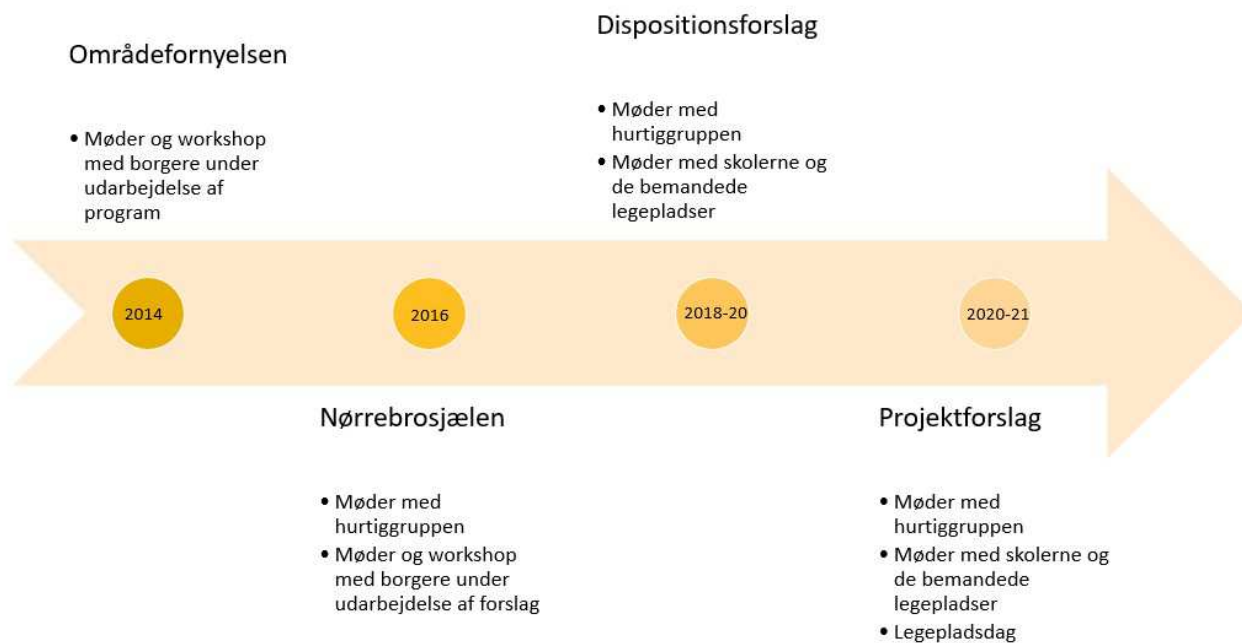 Områdefornyelsen
• Møder og workshop
med borgere under
udarbejdelse af
program
Dispositionsforslag
• Møder med
hurtiggruppen
• Møder med skolerne og
de bemandede
legepladser
2014
2016
2018-20
2020-21
Nørrebrosjælen
• Møder med
hurtiggruppen
• Møder og workshop
med borgere under
udarbejdelse af forslag
Projektforslag
• Møder med
hurtiggruppen
• Møder med skolerne og
de bemandede
legepladser
• Legepladsdag